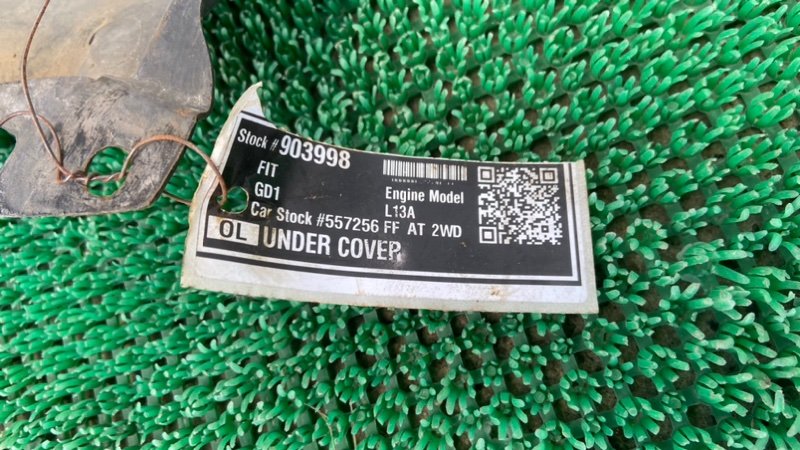 Stock # 903998
FIT
GD1 Engine Model
L13A
Car Stock #557256 FF AT 2WD
OL UNDER COVER